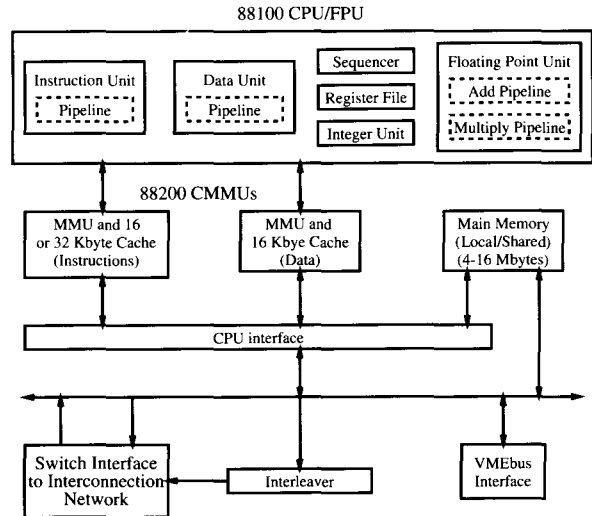 88100 CPU/FPU
Instruction Unit
Pipeline
Data Unit
Pipeline
Sequencer
Register File
Integer Unit
Floating Point Unit
Add Pipeline
Multiply Pipeline
88200 CMMUs
MMU and 16
or 32 Kbyte Cache
(Instructions)
MMU and
16 Kbye Cache
(Data)
Main Memory
(Local/Shared)
(4-16 Mbytes)
CPU interface
Switch Interface
to Interconnection
Network
Interleaver
VMEbus
Interface